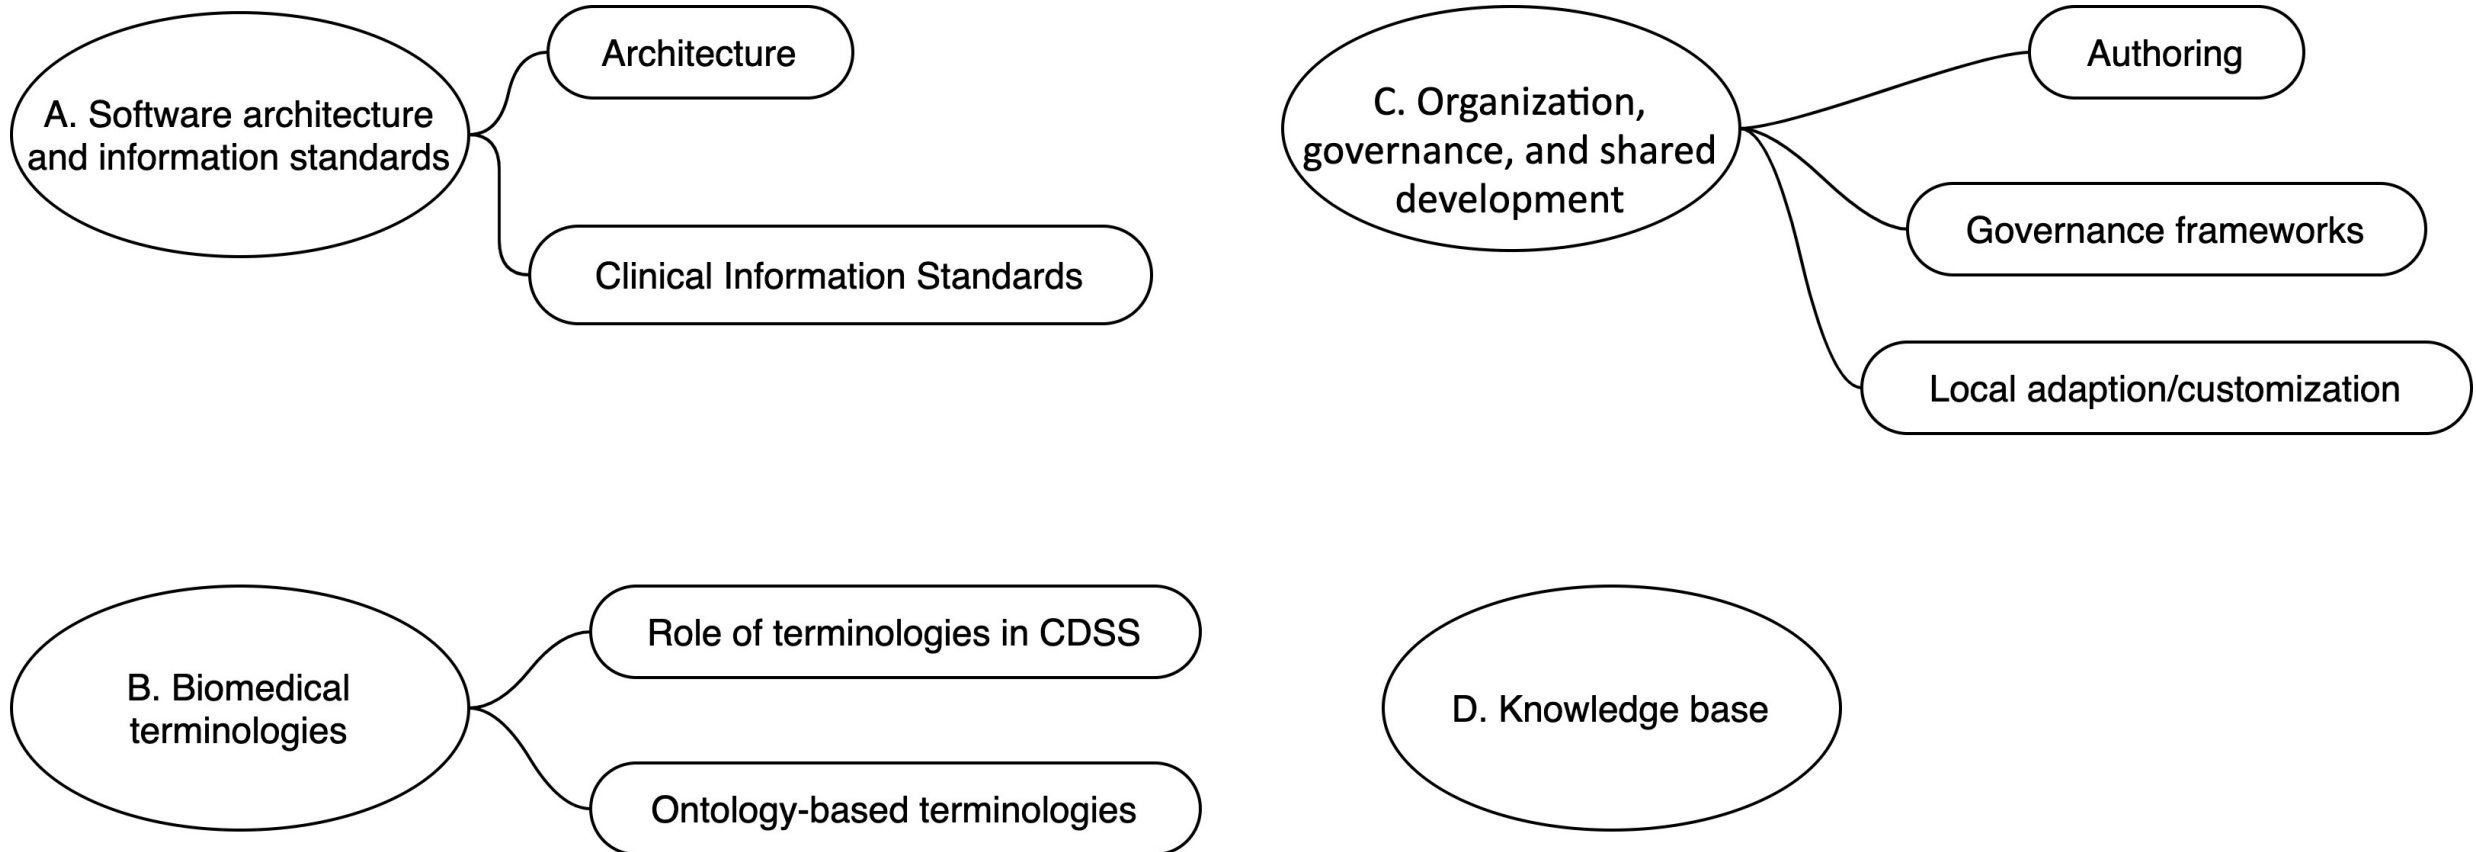 A. Software architecture
and information standards
Architecture
Clinical Information Standards
C. Organization,
governance, and shared
development
Authoring
Governance frameworks
Local adaption/customization
B. Biomedical
terminologies
Role of terminologies in CDSS
Ontology-based terminologies
D. Knowledge base